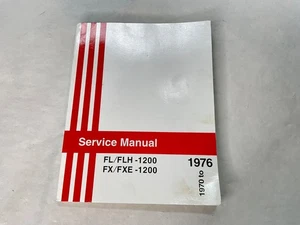 Service Manual
FL/FLH -1200
FX/FXE -1200
1970 to
1976